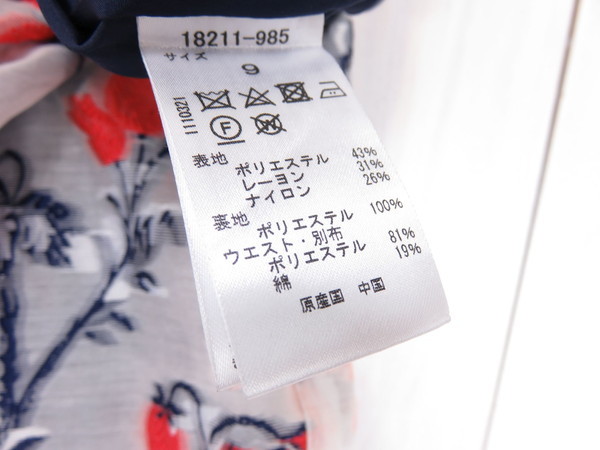 18211-985
サイズ
9
1110321
F W
表地
ポリエステル 43%
レーヨン 31%
ナイロン 26%
裏地
ポリエステル 100%
ウエスト・別布
ポリエステル 81%
綿 19%
原産国 中国